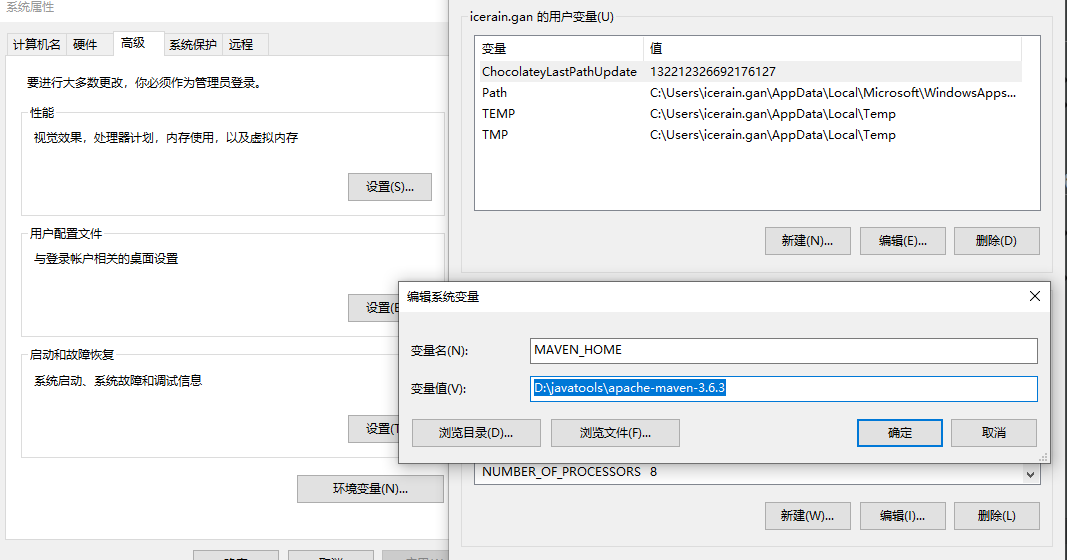 系统属性
计算机名 硬件 高级 系统保护 远程
要进行大多数更改，你必须作为管理员登录。
性能
视觉效果，处理器计划，内存使用，以及虚拟内存
设置(S)...
用户配置文件
与登录帐户相关的桌面设置
启动和故障恢复
系统启动、系统故障和调试信息
环境变量(N)...
icerain.gan 的用户变量(U)
变量 值
ChocolateyLastPathUpdate 132212326692176127
Path C:\Users\icerain.gan\AppData\Local\Microsoft\WindowsApps...
TEMP C:\Users\icerain.gan\AppData\Local\Temp
TMP C:\Users\icerain.gan\AppData\Local\Temp
新建(N)... 编辑(E)... 删除(D)
编辑系统变量
变量名(N): MAVEN_HOME
变量值(V): D:\javatools\apache-maven-3.6.3
浏览目录(D)... 浏览文件(F)... 确定 取消
NUMBER_OF_PROCESSORS 8
新建(W)... 编辑(I)... 删除(L)